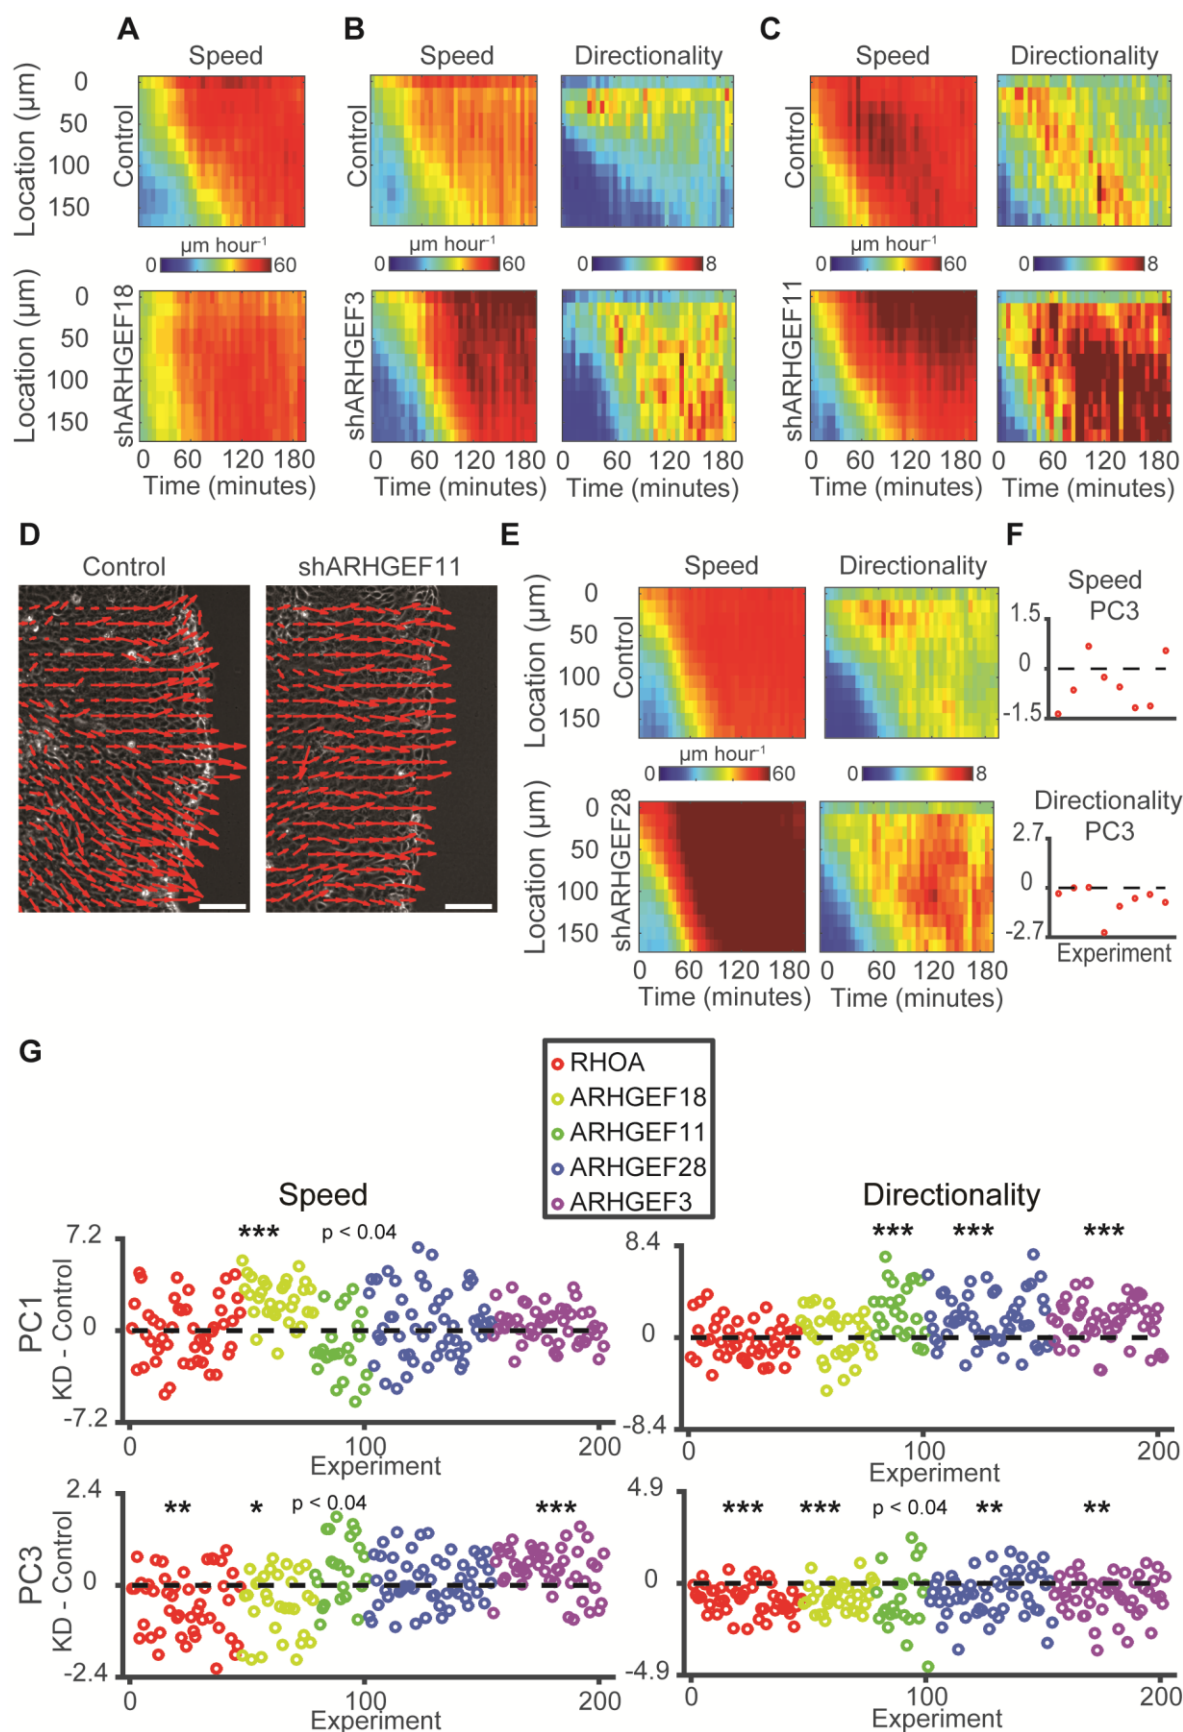 A
B
C
Speed
Speed
Directionality
Speed
Directionality
Location (µm)
0
50
100
150
Control
Control
Control
µm hour⁻¹
0
60
µm hour⁻¹
0
60
0
8
µm hour⁻¹
0
60
0
8
Location (µm)
0
50
100
150
shARHGEF18
shARHGEF3
shARHGEF11
0 60 120 180
0 60 120 180
0 60 120 180
0 60 120 180
0 60 120 180
Time (minutes)
Time (minutes)
Time (minutes)
Time (minutes)
Time (minutes)
D
Control
shARHGEF11
E
Speed
Directionality
Location (µm)
0
50
100
150
Control
µm hour⁻¹
0
60
0
8
Location (µm)
0
50
100
150
shARHGEF28
0 60 120 180
0 60 120 180
Time (minutes)
Time (minutes)
F
Speed
PC3
1.5
0
-1.5
Directionality
PC3
2.7
0
-2.7
Experiment
G
RHOA
ARHGEF18
ARHGEF11
ARHGEF28
ARHGEF3
Speed
Directionality
PC1
KD - Control
7.2
0
-7.2
***
p < 0.04
0
100
200
Experiment
8.4
0
-8.4
***
***
***
0
100
200
Experiment
PC3
KD - Control
2.4
0
-2.4
**
*
p < 0.04
***
0
100
200
Experiment
4.9
0
-4.9
***
***
p < 0.04
**
**
0
100
200
Experiment